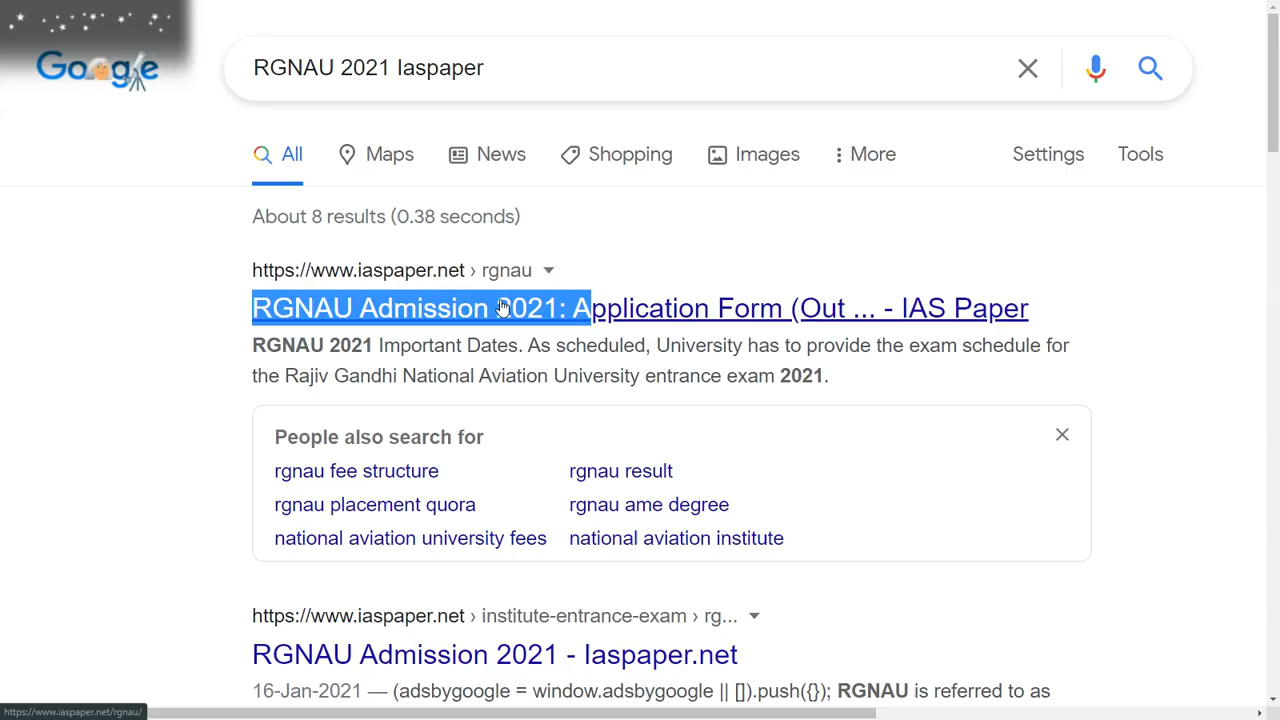 Google
RGNAU 2021 Iaspaper
All Maps News Shopping Images More Settings Tools
About 8 results (0.38 seconds)
https://www.iaspaper.net › rgnau
RGNAU Admission 2021: Application Form (Out ... - IAS Paper
RGNAU 2021 Important Dates. As scheduled, University has to provide the exam schedule for
the Rajiv Gandhi National Aviation University entrance exam 2021.
People also search for
rgnau fee structure rgnau result
rgnau placement quora rgnau ame degree
national aviation university fees national aviation institute
https://www.iaspaper.net › institute-entrance-exam › rg...
RGNAU Admission 2021 - Iaspaper.net
16-Jan-2021 — (adsbygoogle = window.adsbygoogle || []).push({}); RGNAU is referred to as
https://www.iaspaper.net/rgnau/